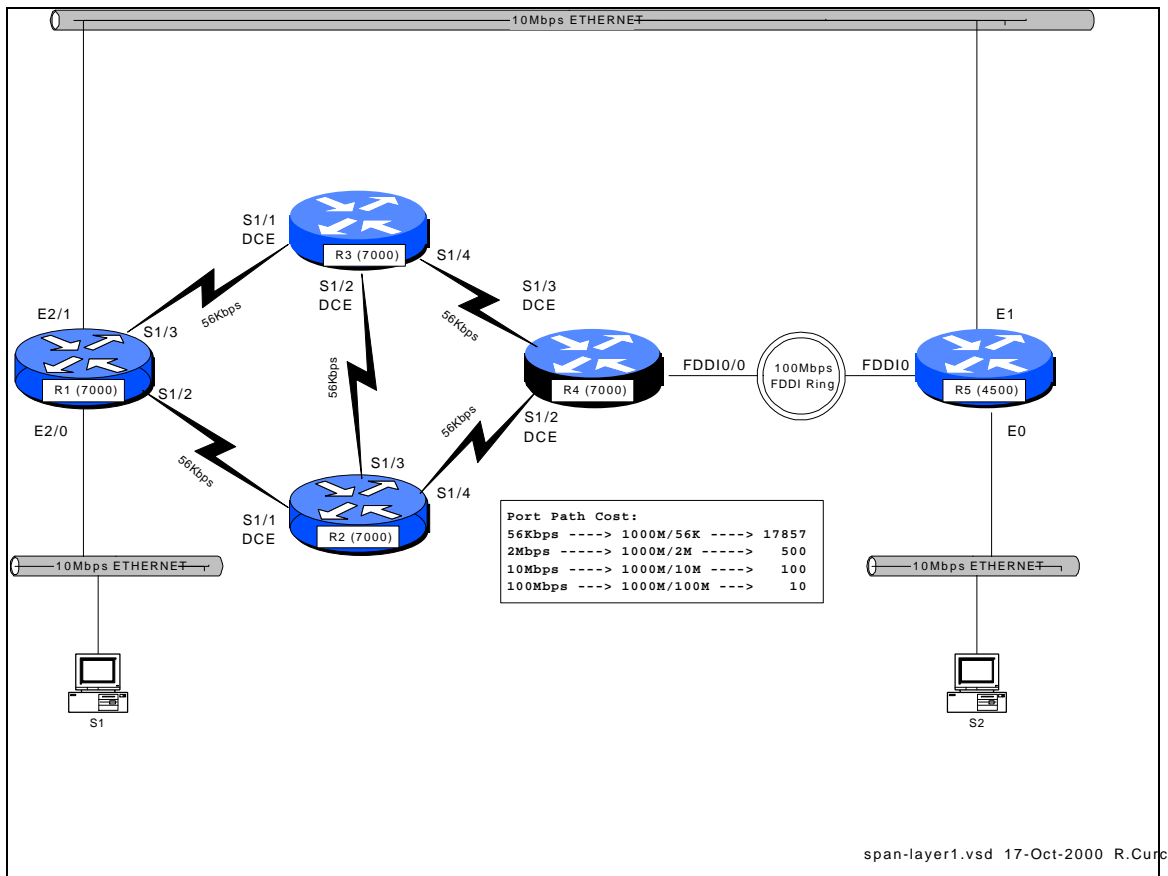 10Mbps ETHERNET
S1/1
DCE
R3 (7000)
S1/4
S1/2
DCE
S1/3
DCE
56Kbps
56Kbps
E2/1
S1/3
E1
R1 (7000)
S1/2
56Kbps
R4 (7000)
FDDI0/0
100Mbps
FDDI Ring
FDDI0
R5 (4500)
E2/0
56Kbps
56Kbps
S1/2
DCE
E0
S1/3
S1/4
S1/1
DCE
R2 (7000)
Port Path Cost:
56Kbps ----> 1000M/56K ----> 17857
2Mbps -----> 1000M/2M -----> 500
10Mbps ----> 1000M/10M ----> 100
100Mbps ---> 1000M/100M ---> 10
10Mbps ETHERNET
10Mbps ETHERNET
S1
S2
span-layer1.vsd 17-Oct-2000 R.Curc